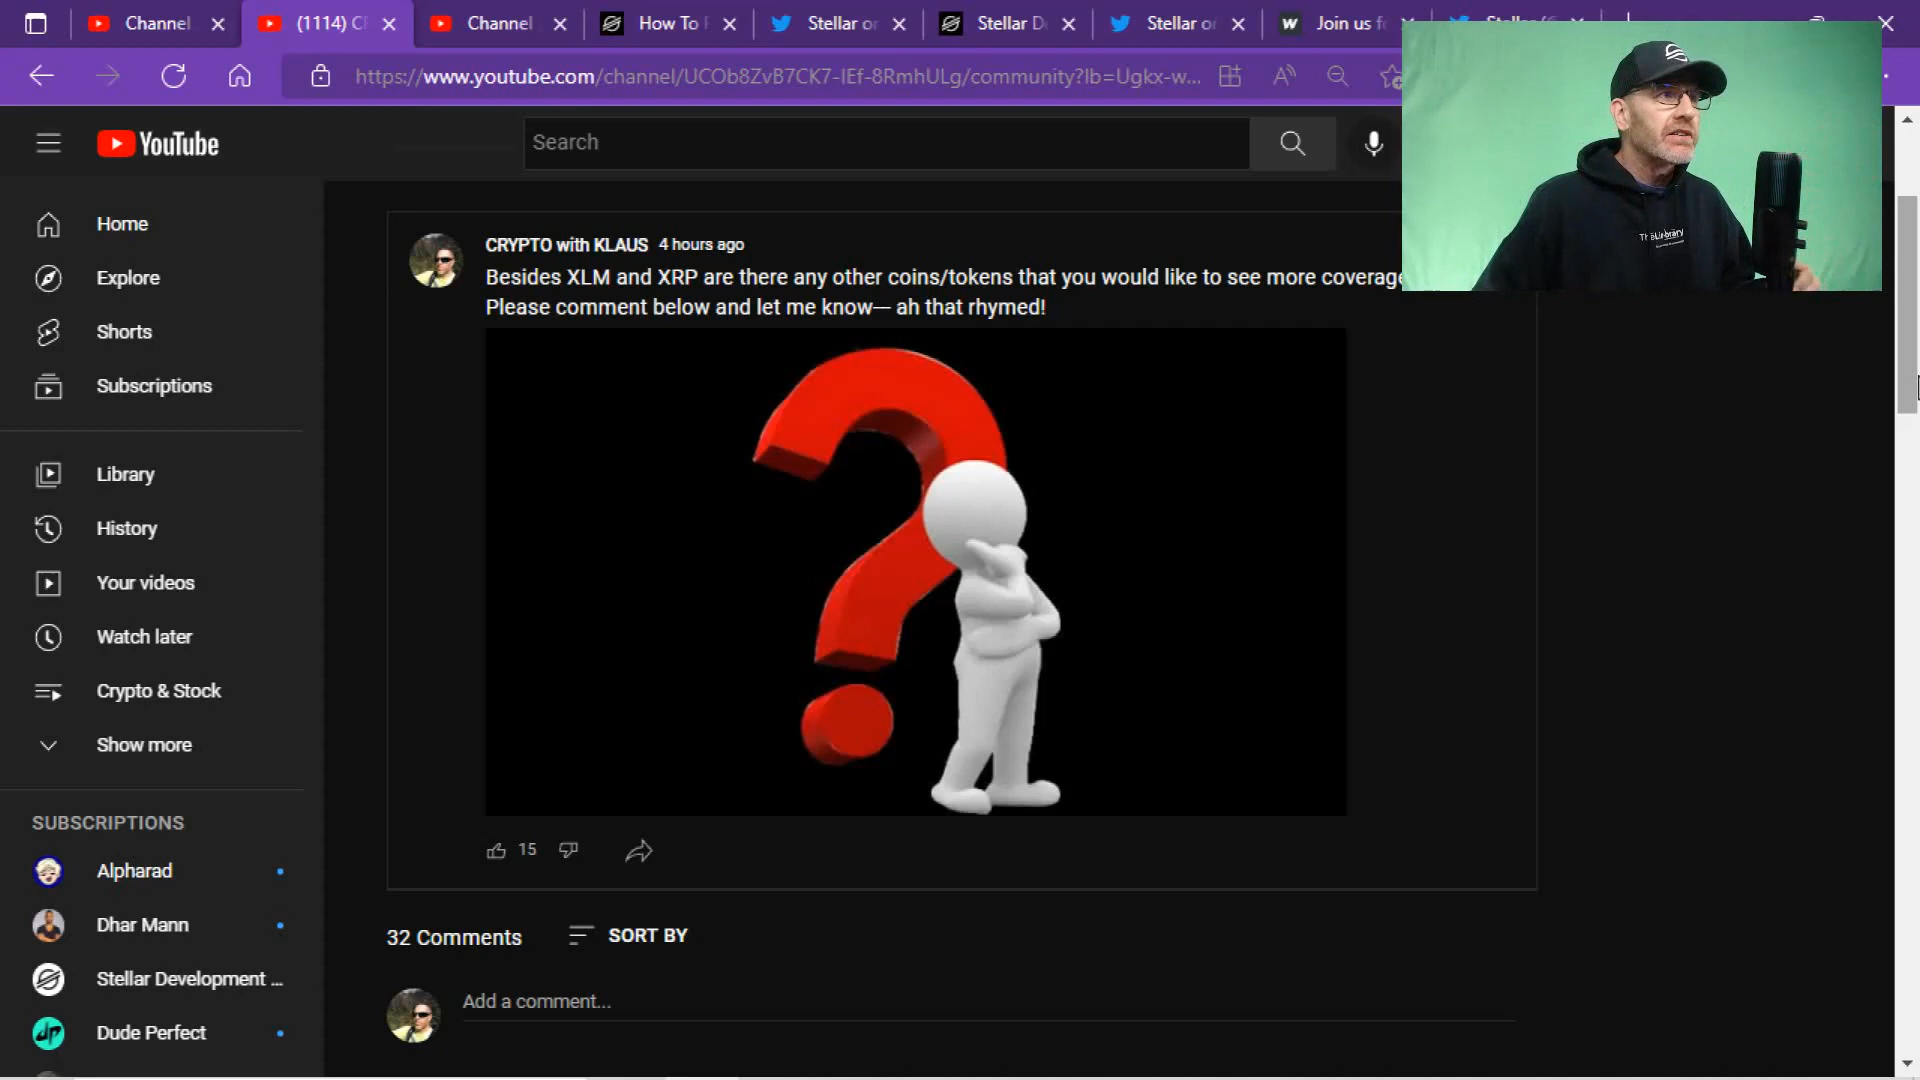 Channel
(1114) C
Channel
How To
Stellar o
Stellar D
Stellar o
W
Join us f
https://www.youtube.com/channel/UCOb8ZvB7CK7-IEf-8RmhULg/community?lb=Ugkx-w...
YouTube
Search
Home
Explore
Shorts
Subscriptions
Library
History
Your videos
Watch later
Crypto & Stock
Show more
SUBSCRIPTIONS
Alpharad
Dhar Mann
Stellar Development ...
Dude Perfect
CRYPTO with KLAUS 4 hours ago
Besides XLM and XRP are there any other coins/tokens that you would like to see more coverage
Please comment below and let me know— ah that rhymed!
15
32 Comments
SORT BY
Add a comment...